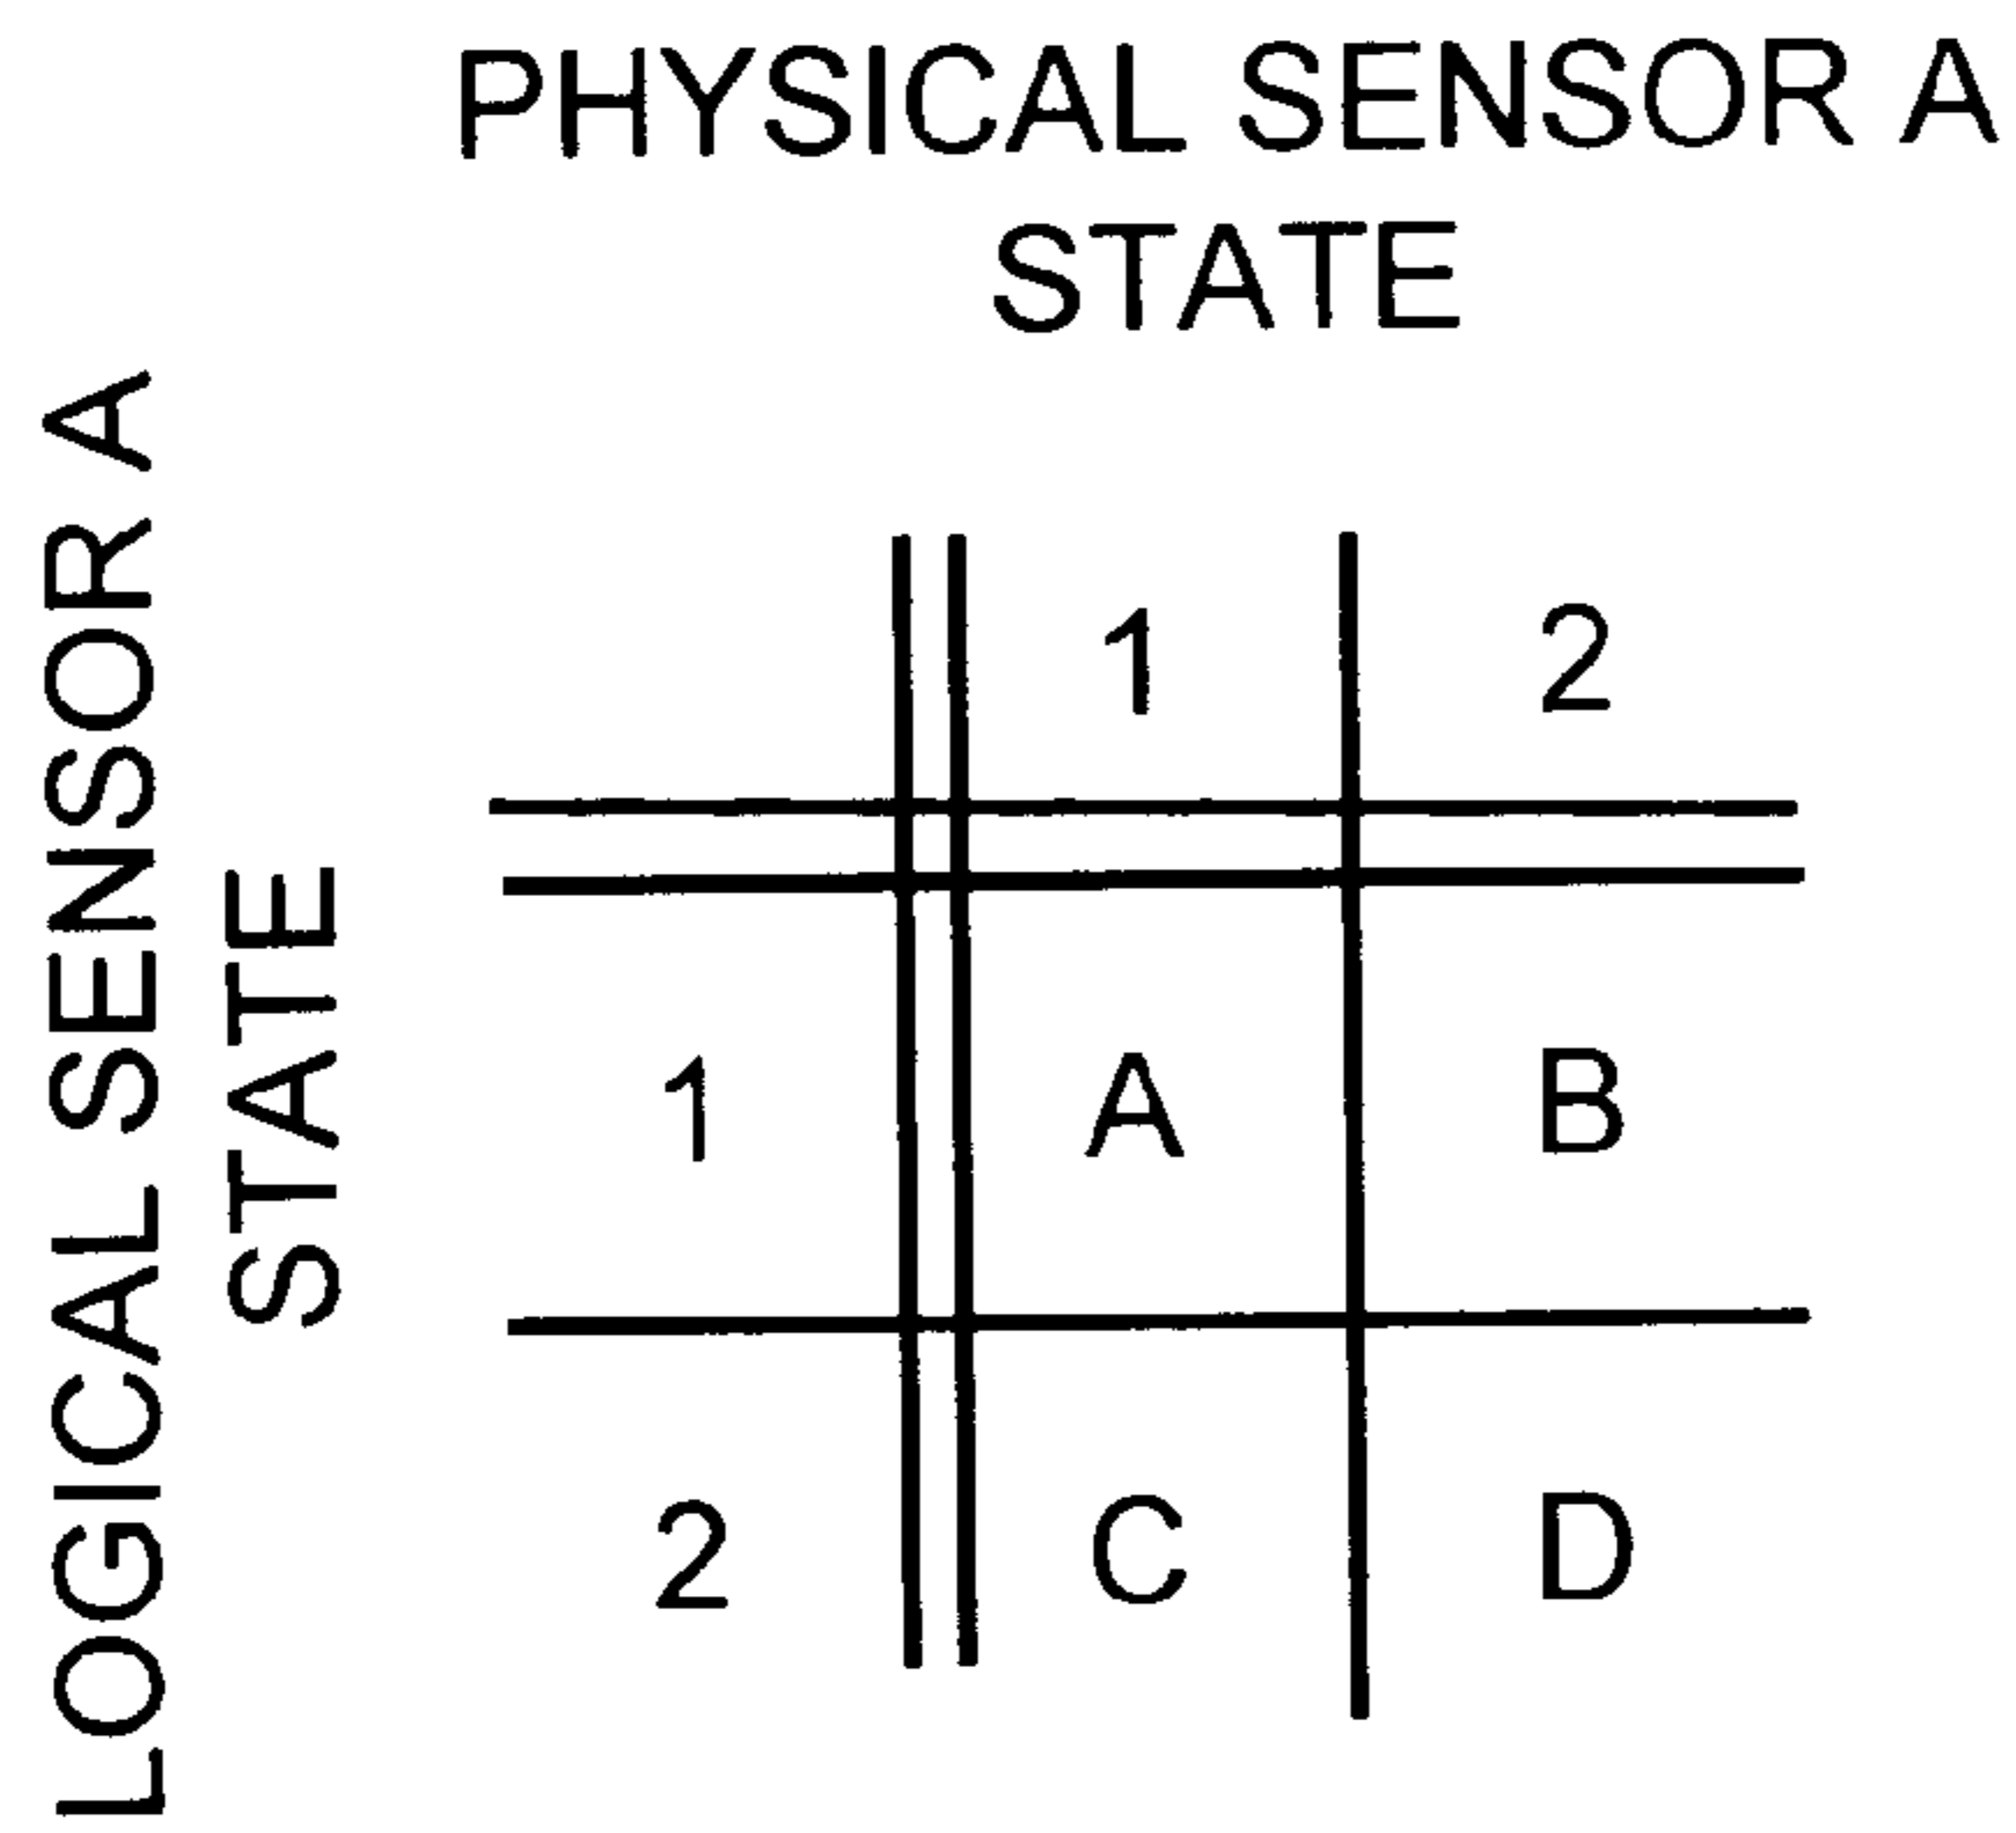 PHYSICAL SENSOR A
STATE
LOGICAL SENSOR A
STATE
1 2
1 A B
2 C D